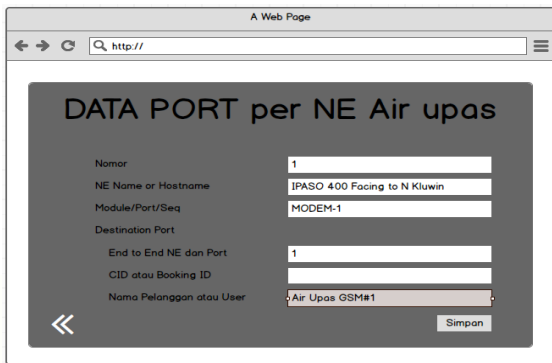 A Web Page
http://
DATA PORT per NE Air upas
Nomor 1
NE Name or Hostname IPASO 400 Facing to N Kluwin
Module/Port/Seq MODEM-1
Destination Port
End to End NE dan Port 1
CID atau Booking ID
Nama Pelanggan atau User Air Upas GSM#1
Simpan